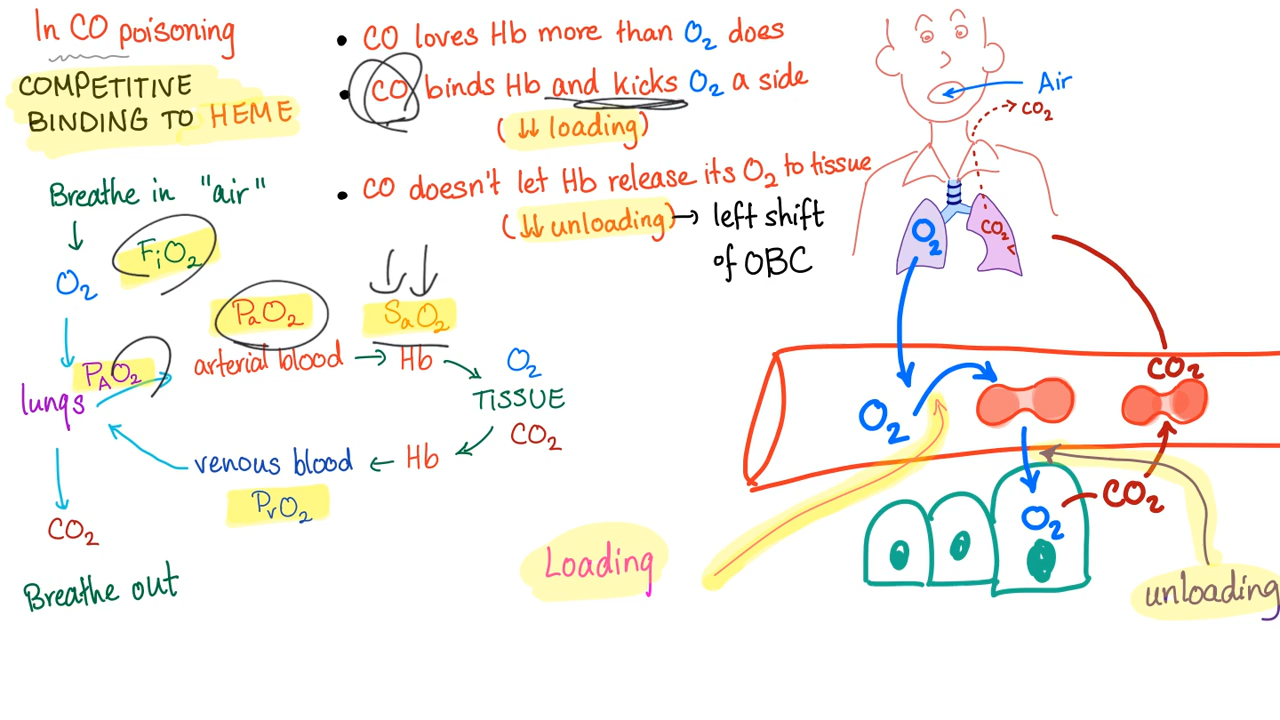 In CO poisoning
COMPETITIVE
BINDING TO HEME
• CO loves Hb more than O₂ does
• CO binds Hb and kicks O₂ a side
(↓↓ loading)
• CO doesn't let Hb release its O₂ to tissue
(↓↓ unloading) → left shift
of OBC
Breathe in "air"
↓
FiO₂
O₂
PaO₂
SaO₂
PAO₂
lungs
arterial blood → Hb
O₂
TISSUE
CO₂
venous blood ← Hb
PvO₂
CO₂
Breathe out
Air
CO₂
O₂
CO₂
O₂
CO₂
O₂
CO₂
Loading
unloading